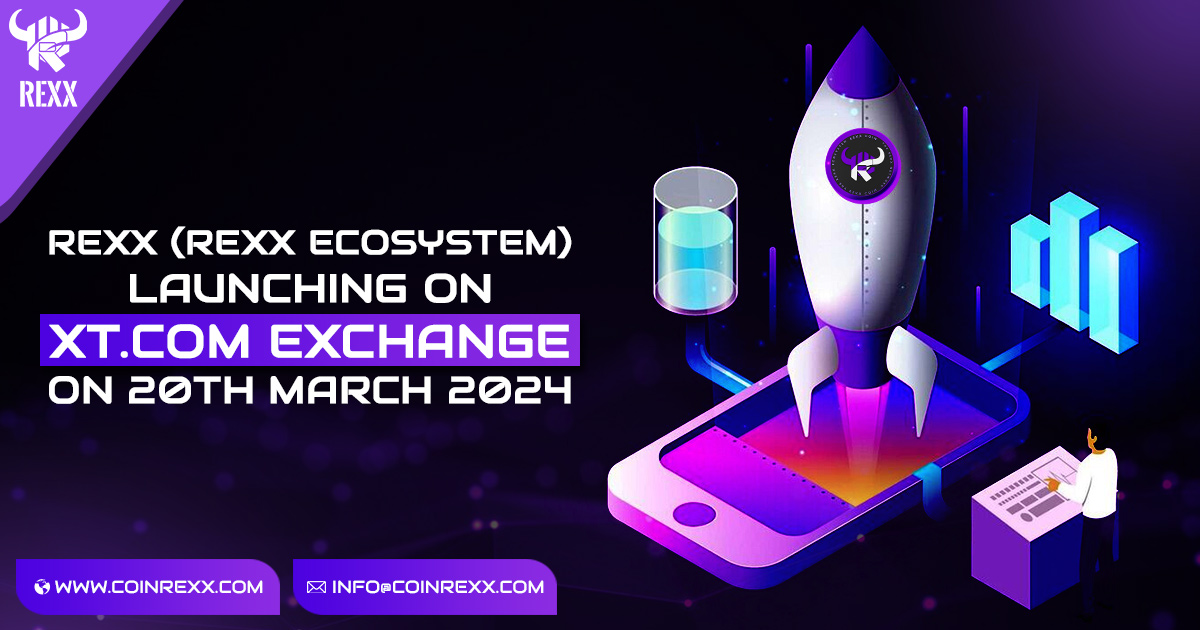 REXX
REXX (REXX ECOSYSTEM)
LAUNCHING ON
XT.COM EXCHANGE
ON 20TH MARCH 2024
WWW.COINREXX.COM
INFO@COINREXX.COM